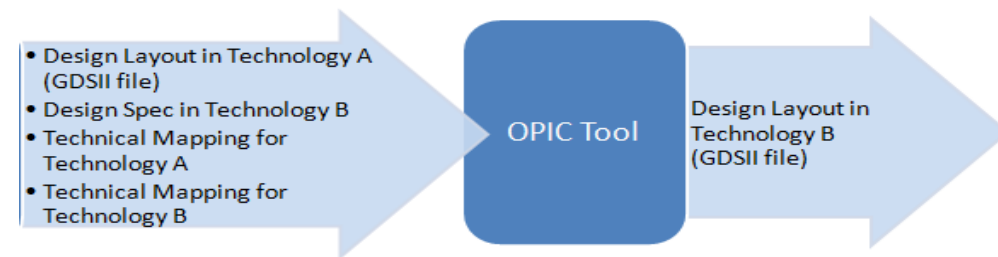 • Design Layout in Technology A
(GDSII file)
• Design Spec in Technology B
• Technical Mapping for
Technology A
• Technical Mapping for
Technology B
OPIC Tool
Design Layout in
Technology B
(GDSII file)